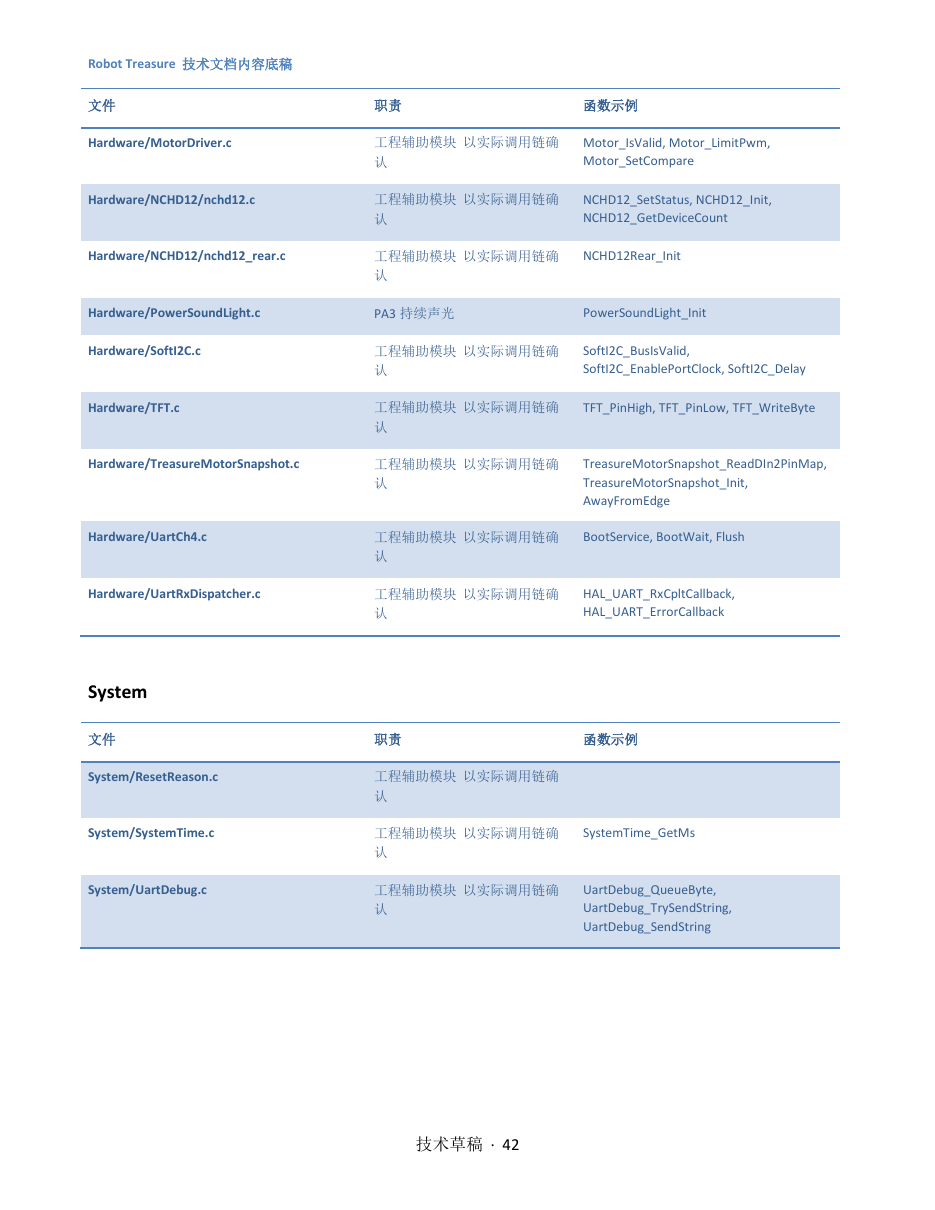 Robot Treasure 技术文档内容底稿
文件 职责 函数示例
Hardware/MotorDriver.c 工程辅助模块 以实际调用链确 Motor_IsValid, Motor_LimitPwm,
认 Motor_SetCompare
Hardware/NCHD12/nchd12.c 工程辅助模块 以实际调用链确 NCHD12_SetStatus, NCHD12_Init,
认 NCHD12_GetDeviceCount
Hardware/NCHD12/nchd12_rear.c 工程辅助模块 以实际调用链确 NCHD12Rear_Init
认
Hardware/PowerSoundLight.c PA3 持续声光 PowerSoundLight_Init
Hardware/SoftI2C.c 工程辅助模块 以实际调用链确 SoftI2C_BusIsValid,
认 SoftI2C_EnablePortClock, SoftI2C_Delay
Hardware/TFT.c 工程辅助模块 以实际调用链确 TFT_PinHigh, TFT_PinLow, TFT_WriteByte
认
Hardware/TreasureMotorSnapshot.c 工程辅助模块 以实际调用链确 TreasureMotorSnapshot_ReadDIn2PinMap,
认 TreasureMotorSnapshot_Init,
AwayFromEdge
Hardware/UartCh4.c 工程辅助模块 以实际调用链确 BootService, BootWait, Flush
认
Hardware/UartRxDispatcher.c 工程辅助模块 以实际调用链确 HAL_UART_RxCpltCallback,
认 HAL_UART_ErrorCallback
System
文件 职责 函数示例
System/ResetReason.c 工程辅助模块 以实际调用链确
认
System/SystemTime.c 工程辅助模块 以实际调用链确 SystemTime_GetMs
认
System/UartDebug.c 工程辅助模块 以实际调用链确 UartDebug_QueueByte,
认 UartDebug_TrySendString,
UartDebug_SendString
技术草稿 · 42